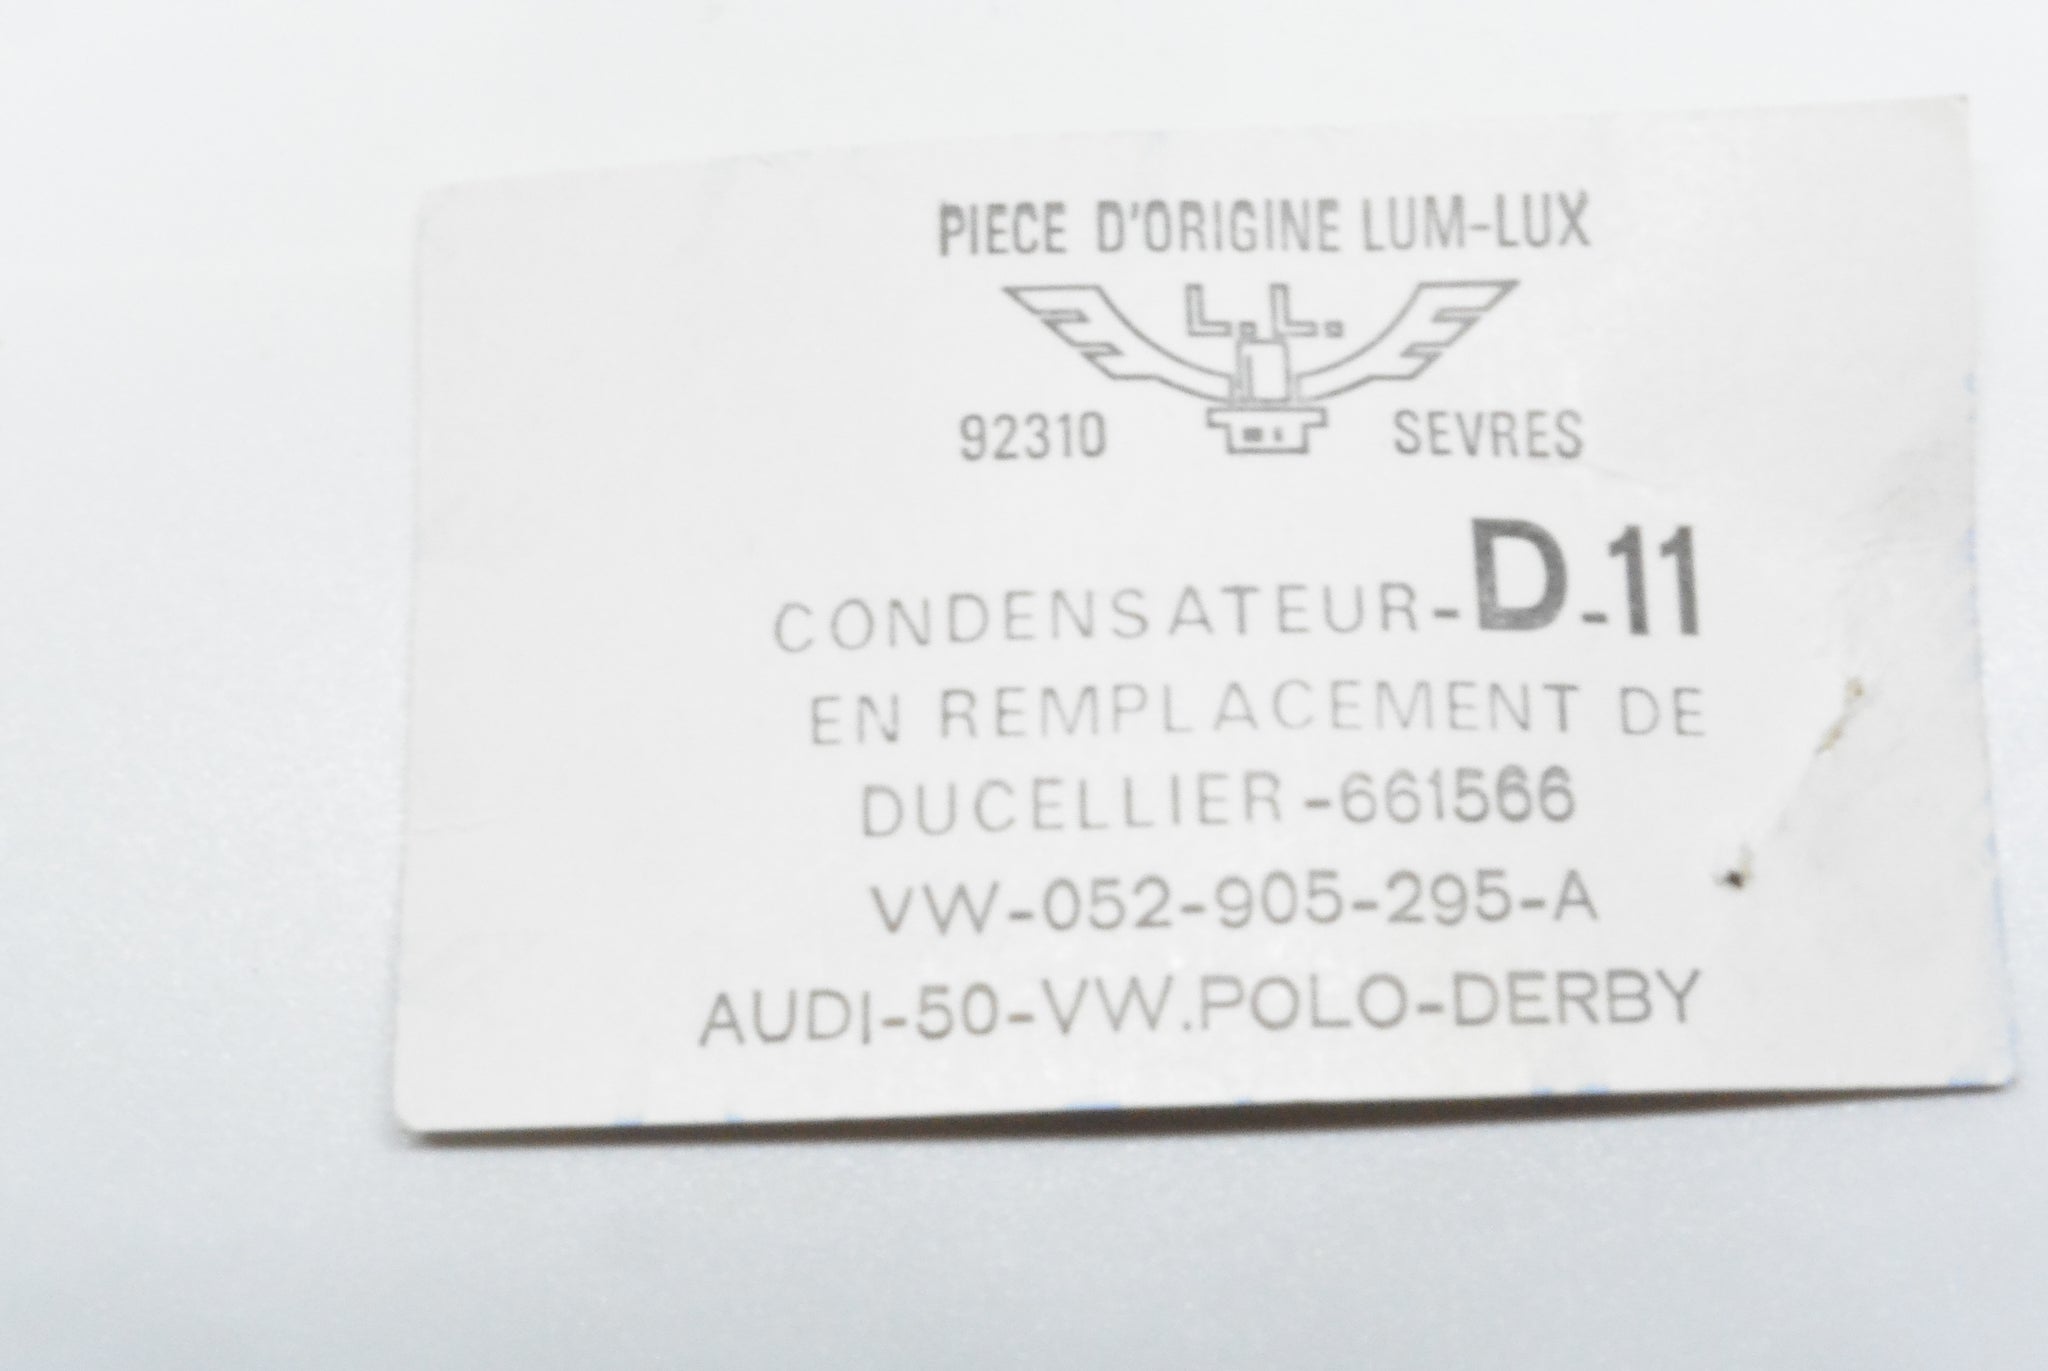 PIECE D'ORIGINE LUM-LUX
L. L.
92310 SEVRES
CONDENSATEUR-D-11
EN REMPLACEMENT DE
DUCELLIER-661566
VW-052-905-295-A
AUDI-50-VW.POLO-DERBY